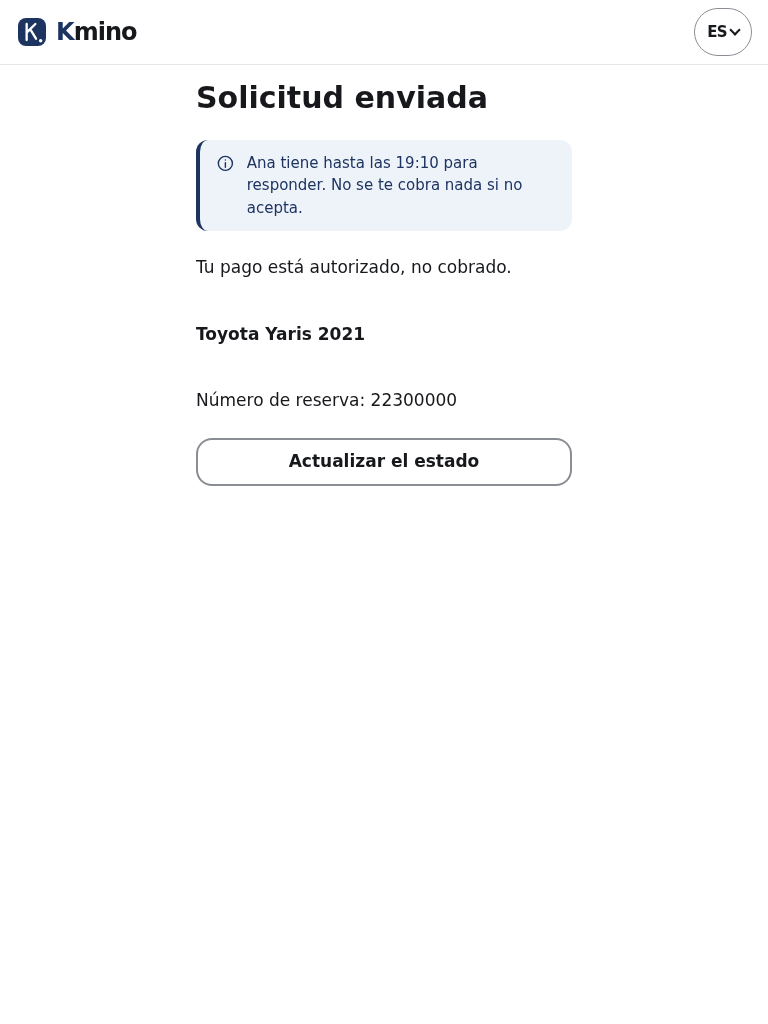 K.
Kmino
ES
Solicitud enviada
Ana tiene hasta las 19:10 para
responder. No se te cobra nada si no
acepta.
Tu pago está autorizado, no cobrado.
Toyota Yaris 2021
Número de reserva: 22300000
Actualizar el estado